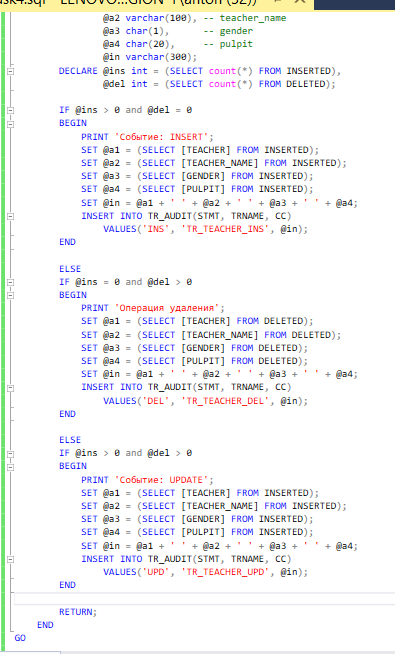 @a2 varchar(100), -- teacher_name
@a3 char(1), -- gender
@a4 char(20), -- pulpit
@in varchar(300);
DECLARE @ins int = (SELECT count(*) FROM INSERTED),
@del int = (SELECT count(*) FROM DELETED);
IF @ins > 0 and @del = 0
BEGIN
PRINT 'Событие: INSERT';
SET @a1 = (SELECT [TEACHER] FROM INSERTED);
SET @a2 = (SELECT [TEACHER_NAME] FROM INSERTED);
SET @a3 = (SELECT [GENDER] FROM INSERTED);
SET @a4 = (SELECT [PULPIT] FROM INSERTED);
SET @in = @a1 + ' ' + @a2 + ' ' + @a3 + ' ' + @a4;
INSERT INTO TR_AUDIT(STMT, TRNAME, CC)
VALUES('INS', 'TR_TEACHER_INS', @in);
END
ELSE
IF @ins = 0 and @del > 0
BEGIN
PRINT 'Операция удаления';
SET @a1 = (SELECT [TEACHER] FROM DELETED);
SET @a2 = (SELECT [TEACHER_NAME] FROM DELETED);
SET @a3 = (SELECT [GENDER] FROM DELETED);
SET @a4 = (SELECT [PULPIT] FROM DELETED);
SET @in = @a1 + ' ' + @a2 + ' ' + @a3 + ' ' + @a4;
INSERT INTO TR_AUDIT(STMT, TRNAME, CC)
VALUES('DEL', 'TR_TEACHER_DEL', @in);
END
ELSE
IF @ins > 0 and @del > 0
BEGIN
PRINT 'Событие: UPDATE';
SET @a1 = (SELECT [TEACHER] FROM INSERTED);
SET @a2 = (SELECT [TEACHER_NAME] FROM INSERTED);
SET @a3 = (SELECT [GENDER] FROM INSERTED);
SET @a4 = (SELECT [PULPIT] FROM INSERTED);
SET @in = @a1 + ' ' + @a2 + ' ' + @a3 + ' ' + @a4;
INSERT INTO TR_AUDIT(STMT, TRNAME, CC)
VALUES('UPD', 'TR_TEACHER_UPD', @in);
END
RETURN;
END
GO